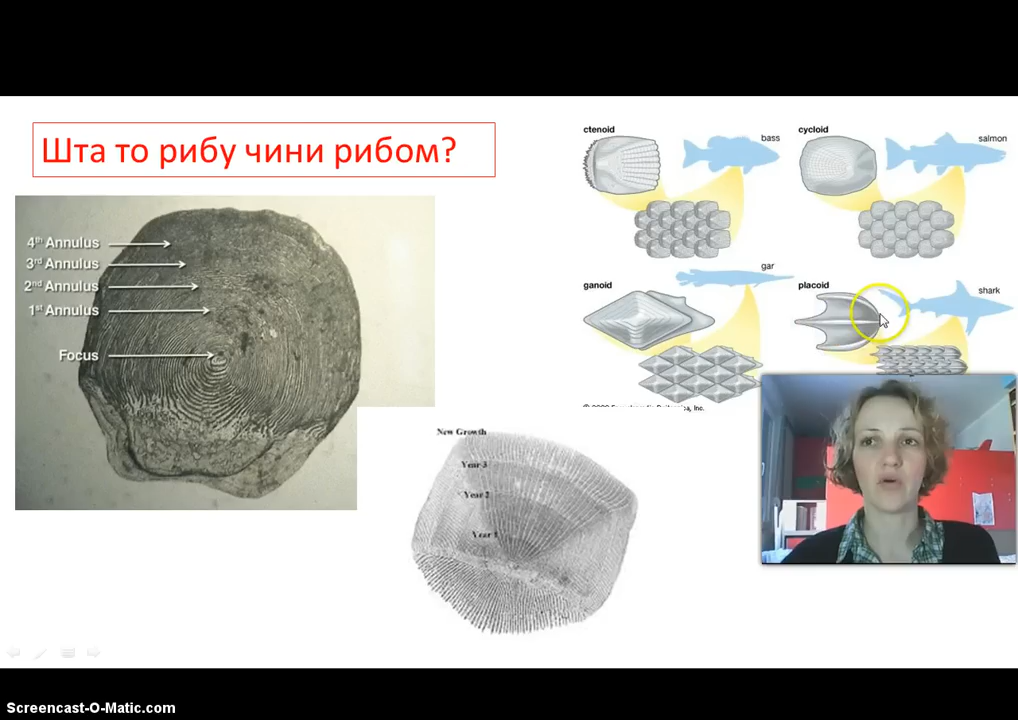 Шта то рибу чини рибом?
4th Annulus
3rd Annulus
2nd Annulus
1st Annulus
Focus
ctenoid
bass
cycloid
salmon
ganoid
gar
placoid
shark
Inc.
New Growth
Year 3
Year 2
Year 1
Screencast-O-Matic.com